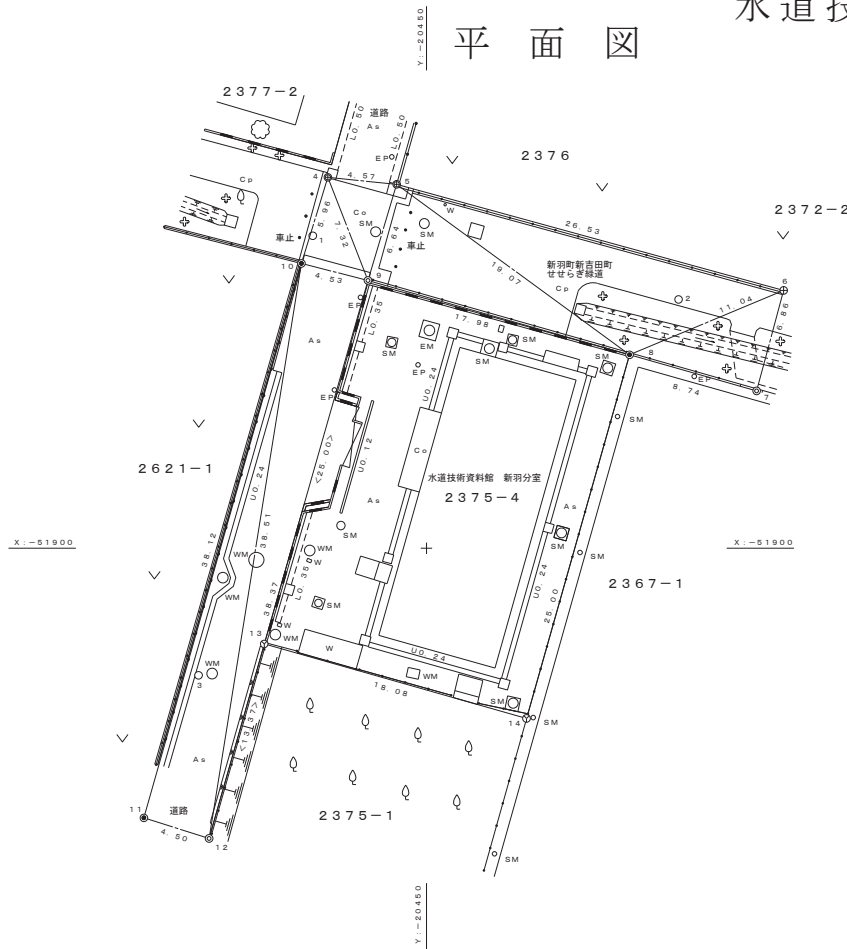 水道技
平面図
Y:−20450
2377−2
道路
As
L0.50
L0.50
EP
2376
4
4.57
5
Cp
Co
SM
W
SM
26.53
2372−2
5.96
7.32
6.64
車止
1
車止
19.07
新羽町新吉田町
せせらぎ緑道
Cp
6
10
4.53
9
2
11.04
6.86
EP
L0.35
17.98
As
SM
EM
SM
SM
SM
8
EP
8.74
EP
7
EP
U0.24
SM
2621−1
U0.24
<25.00>
U0.12
Co
水道技術資料館 新羽分室
2375−4
As
As
X:−51900
38.12
38.51
SM
WM
WM
W
SM
SM
X:−51900
WM
L0.35
2367−1
38.37
SM
U0.24
25.00
W
13
WM
W
U0.24
WM
WM
3
18.08
SM
14
SM
<13.37>
As
2375−1
11
道路
4.50
12
SM
Y:−20450